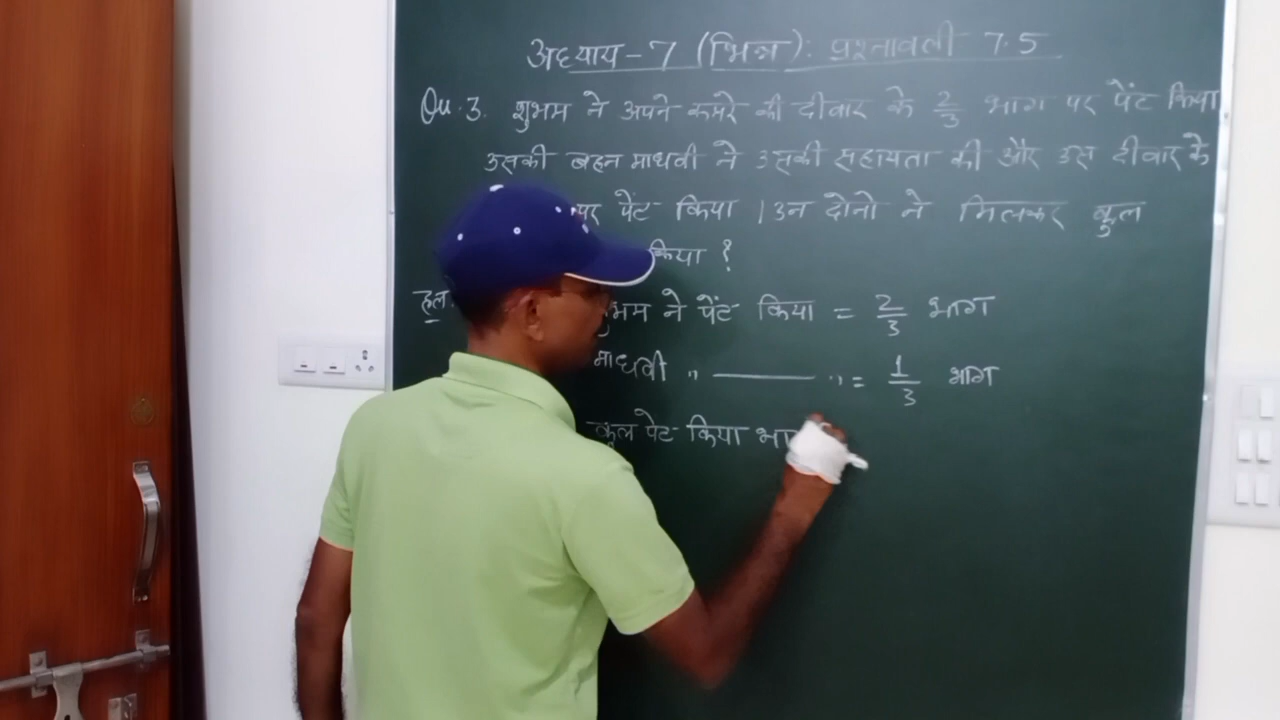 अध्याय-7 (भिन्न): प्रश्नावली 7.5
Qu.3. शुभम ने अपने कमरे की दीवार के 2/3 भाग पर पेंट किया
उसकी बहन माधवी ने उसकी सहायता की और उस दीवार के
पर पेंट किया । उन दोनो ने मिलकर कुल
किया ?
हल. ने पेंट किया = 2/3 भाग
माधवी " ——— " = 1/3 भाग
कुल पेंट किया